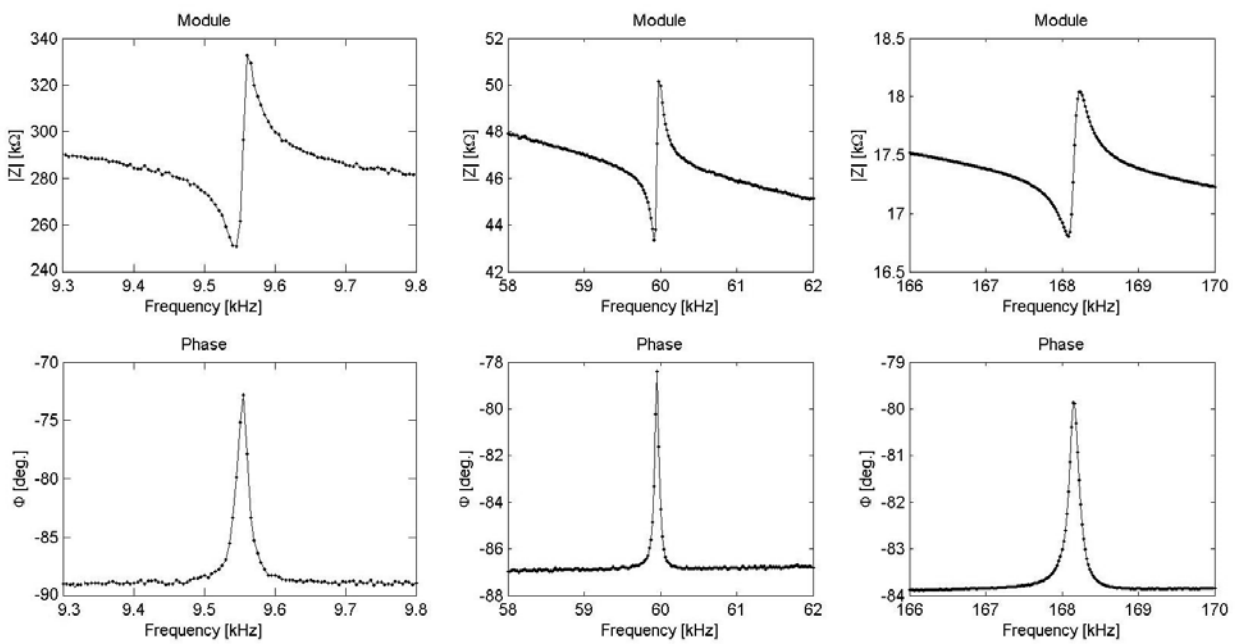 Module
340
320
300
280
260
240
|Z| [kΩ]
9.3 9.4 9.5 9.6 9.7 9.8
Frequency [kHz]
Module
52
50
48
46
44
42
|Z| [kΩ]
58 59 60 61 62
Frequency [kHz]
Module
18.5
18
17.5
17
16.5
|Z| [kΩ]
166 167 168 169 170
Frequency [kHz]
Phase
-70
-75
-80
-85
-90
Φ [deg.]
9.3 9.4 9.5 9.6 9.7 9.8
Frequency [kHz]
Phase
-78
-80
-82
-84
-86
-88
Φ [deg.]
58 59 60 61 62
Frequency [kHz]
Phase
-79
-80
-81
-82
-83
-84
Φ [deg.]
166 167 168 169 170
Frequency [kHz]